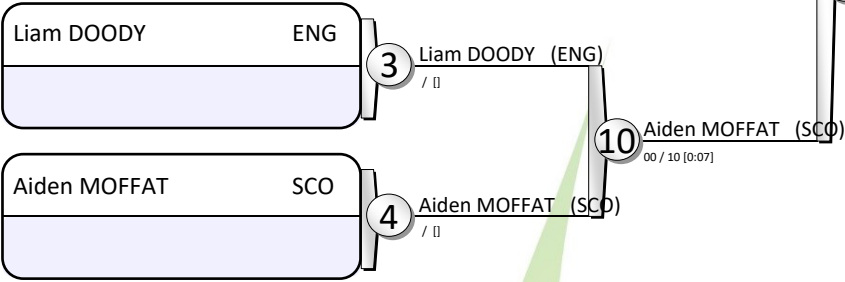 Liam DOODY ENG
3
Liam DOODY (ENG)
/ []
10
Aiden MOFFAT (SCO)
00 / 10 [0:07]
Aiden MOFFAT SCO
4
Aiden MOFFAT (SCO)
/ []